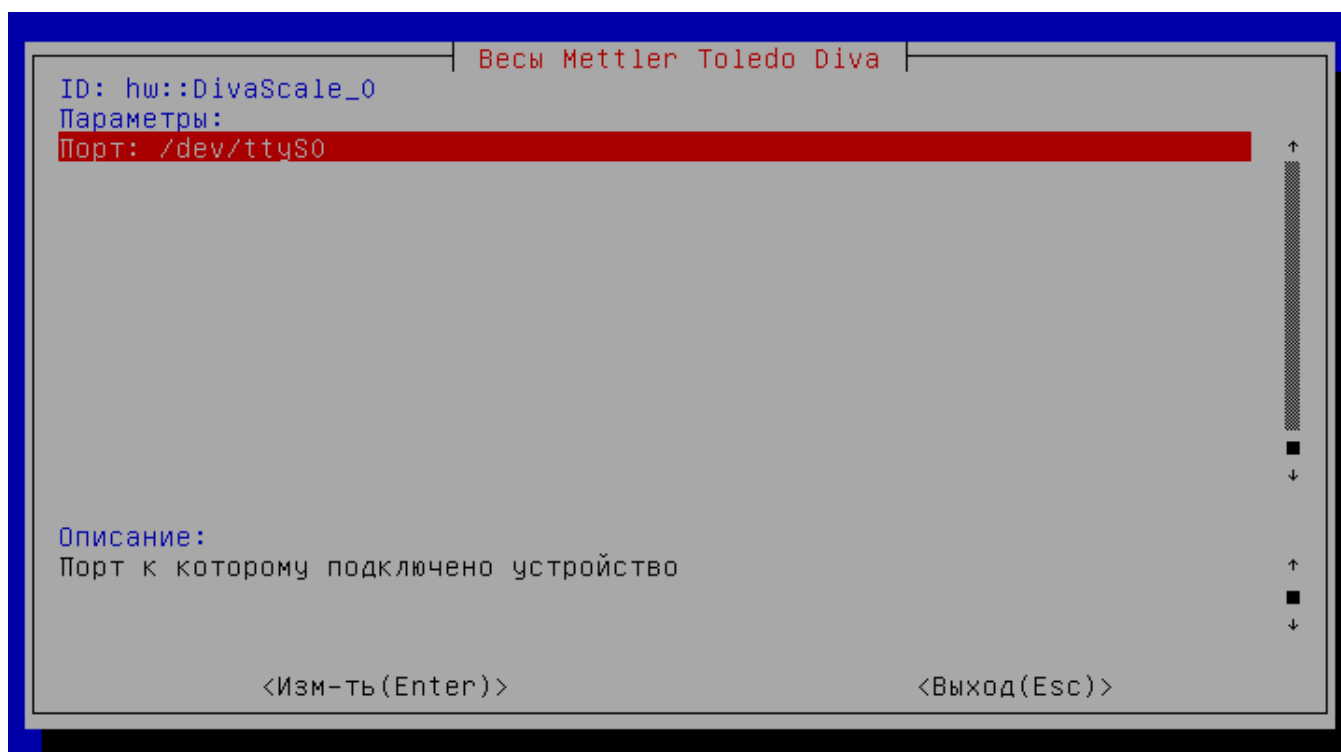 Весы Mettler Toledo Diva
ID: hw::DivaScale_0
Параметры:
Порт: /dev/ttyS0
Описание:
Порт к которому подключено устройство
<Изм-ть(Enter)> <Выход(Esc)>